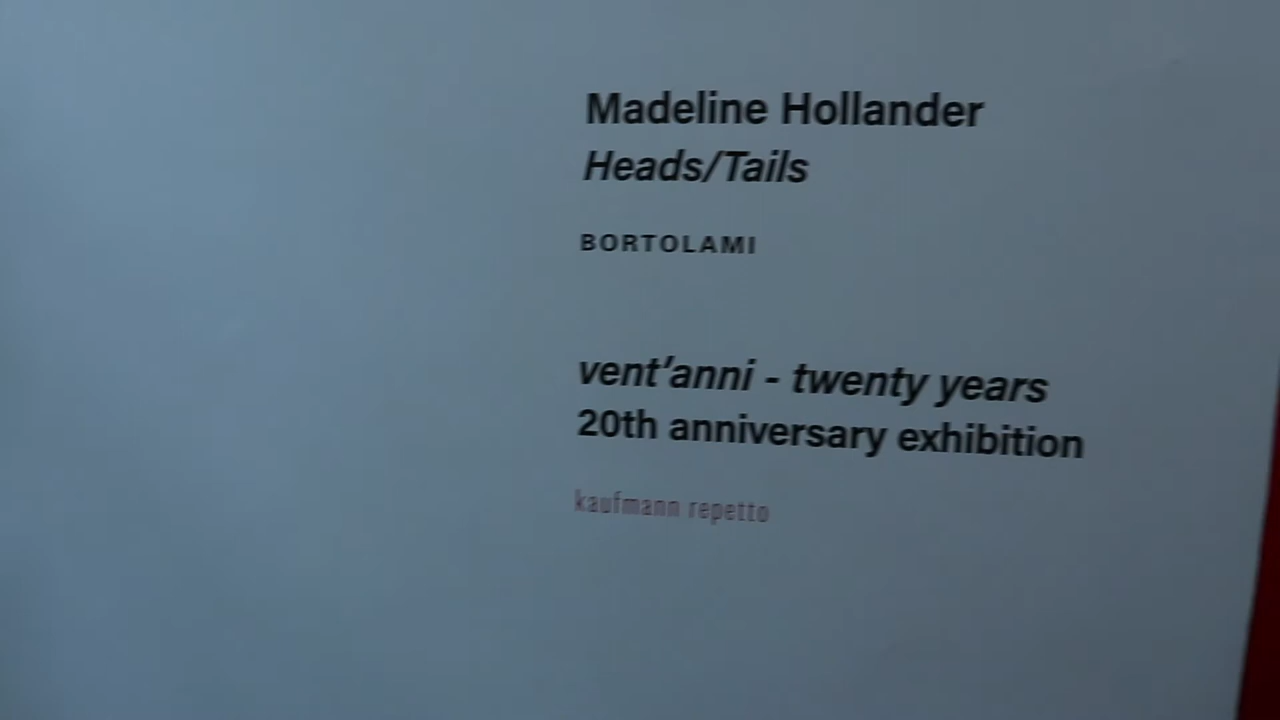 Madeline Hollander
Heads/Tails
BORTOLAMI
vent'anni - twenty years
20th anniversary exhibition
kaufmann repetto